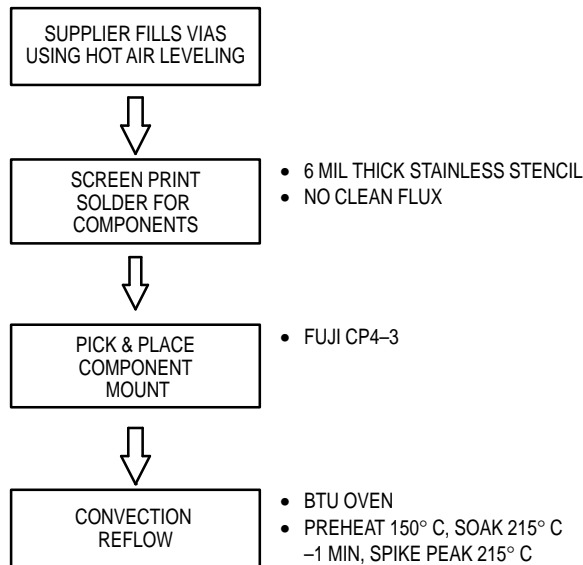 SUPPLIER FILLS VIAS
USING HOT AIR LEVELING
SCREEN PRINT
SOLDER FOR
COMPONENTS
• 6 MIL THICK STAINLESS STENCIL
• NO CLEAN FLUX
PICK & PLACE
COMPONENT
MOUNT
• FUJI CP4–3
CONVECTION
REFLOW
• BTU OVEN
• PREHEAT 150° C, SOAK 215° C
–1 MIN, SPIKE PEAK 215° C